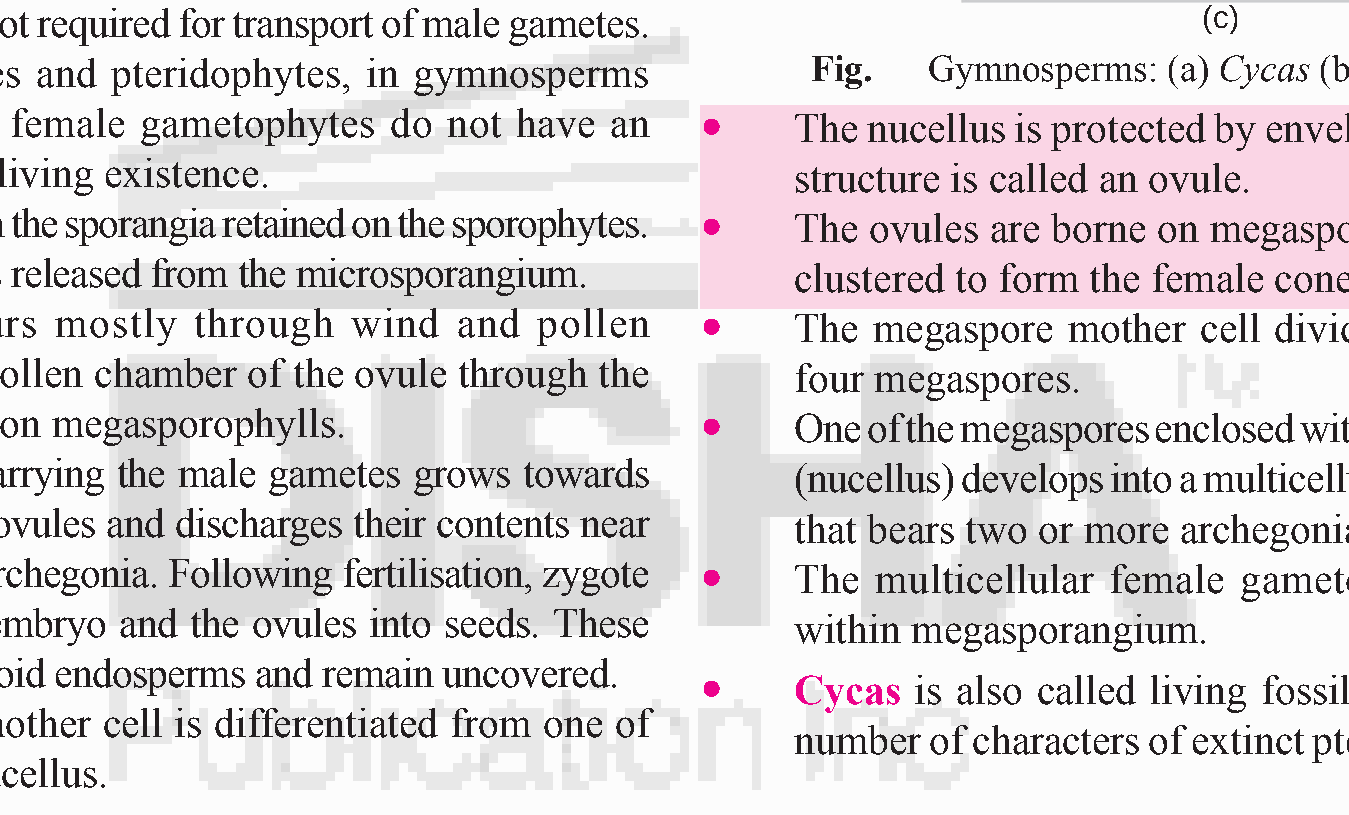 ot required for transport of male gametes.
es and pteridophytes, in gymnosperms
female gametophytes do not have an
living existence.
n the sporangia retained on the sporophytes.
s released from the microsporangium.
urs mostly through wind and pollen
ollen chamber of the ovule through the
on megasporophylls.
arrying the male gametes grows towards
ovules and discharges their contents near
rchegonia. Following fertilisation, zygote
embryo and the ovules into seeds. These
oid endosperms and remain uncovered.
nother cell is differentiated from one of
cellus.
(c)
Fig. Gymnosperms: (a) Cycas (b
• The nucellus is protected by envel
structure is called an ovule.
• The ovules are borne on megaspo
clustered to form the female cone
• The megaspore mother cell divid
four megaspores.
• One of the megaspores enclosed wit
(nucellus) develops into a multicellu
that bears two or more archegonia
• The multicellular female gameto
within megasporangium.
• Cycas is also called living fossil
number of characters of extinct pte
DISHA
Publication Inc